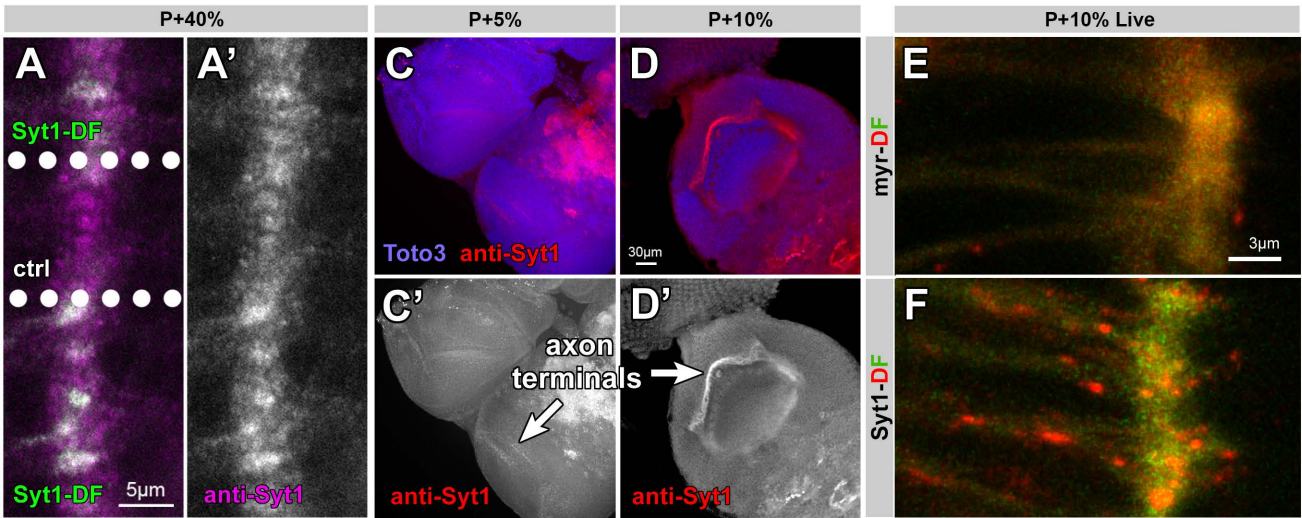 P+40%
P+5%
P+10%
P+10% Live
A
A'
C
D
E
Syt1-DF
ctrl
Toto3 anti-Syt1
30µm
myr-DF
3µm
C'
D'
F
axon
terminals
Syt1-DF
5µm
anti-Syt1
anti-Syt1
anti-Syt1
Syt1-DF